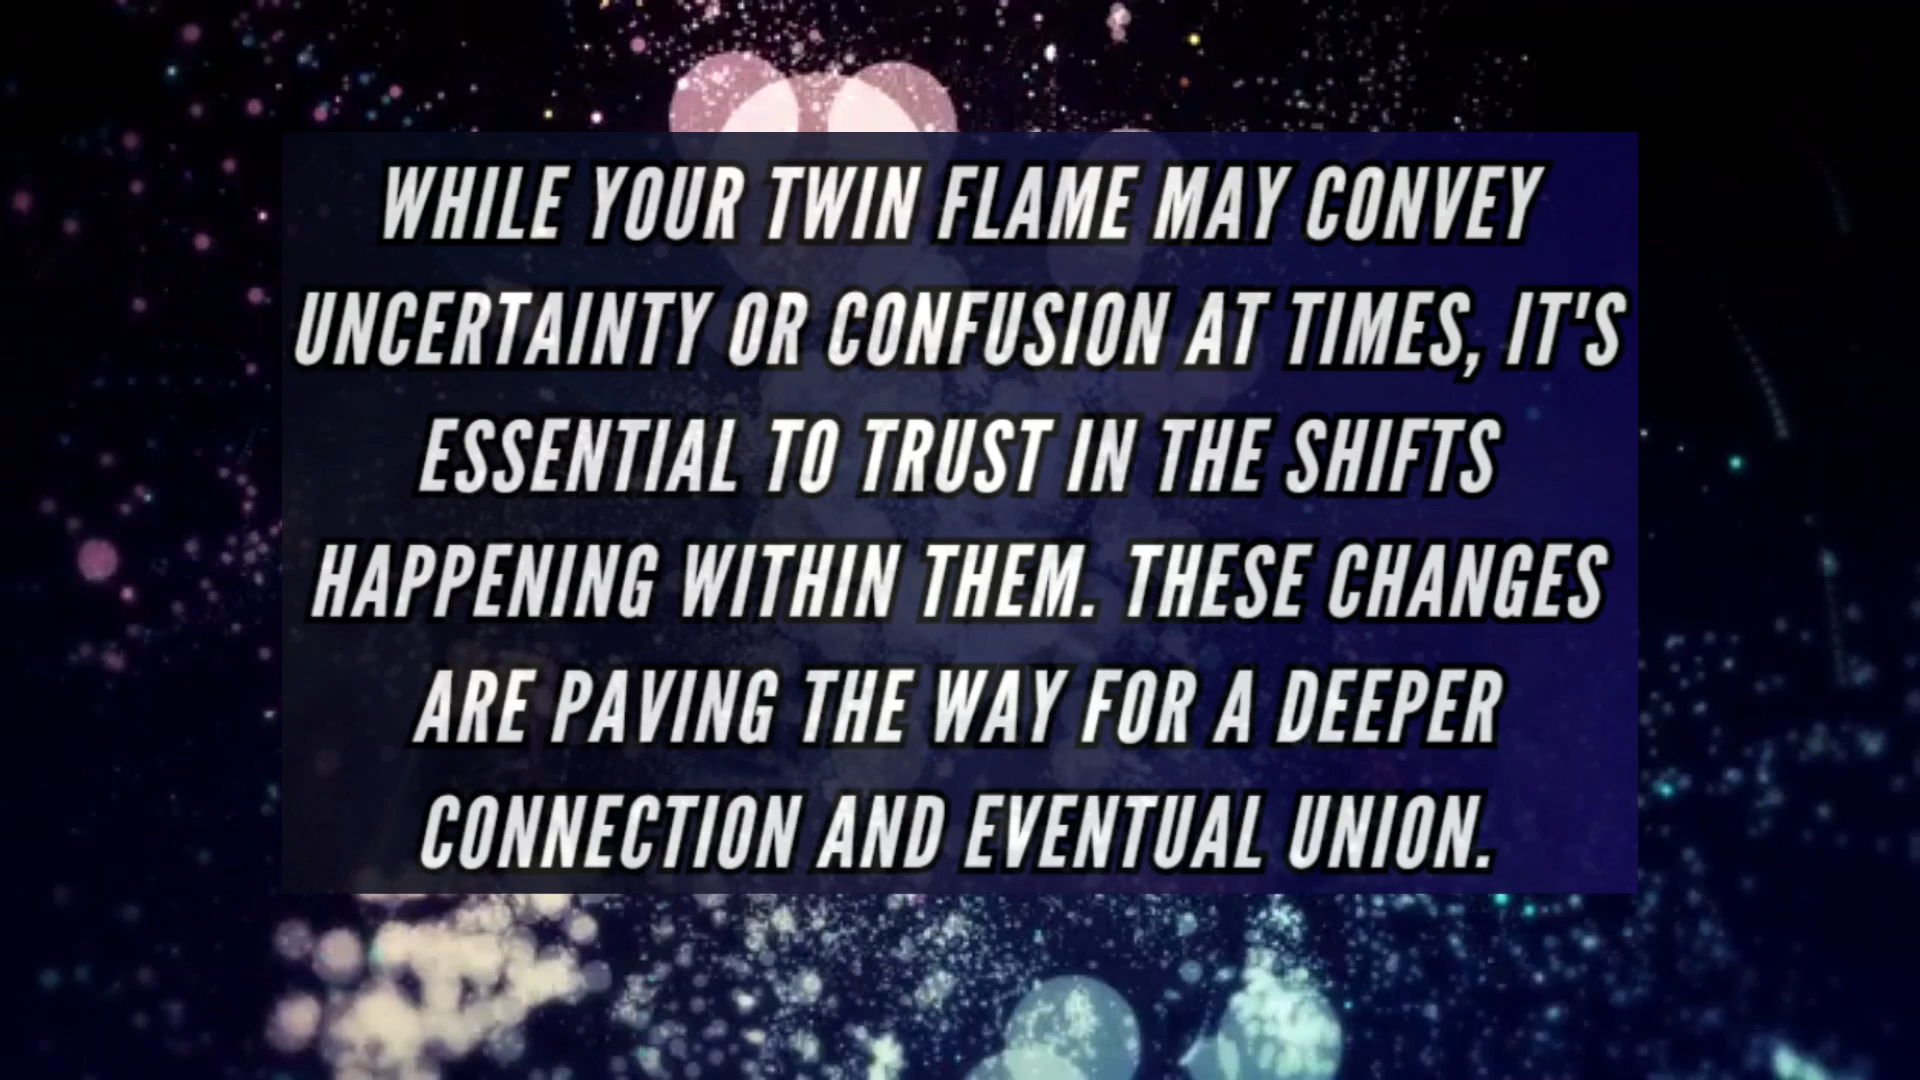 WHILE YOUR TWIN FLAME MAY CONVEY
UNCERTAINTY OR CONFUSION AT TIMES, IT'S
ESSENTIAL TO TRUST IN THE SHIFTS
HAPPENING WITHIN THEM. THESE CHANGES
ARE PAVING THE WAY FOR A DEEPER
CONNECTION AND EVENTUAL UNION.